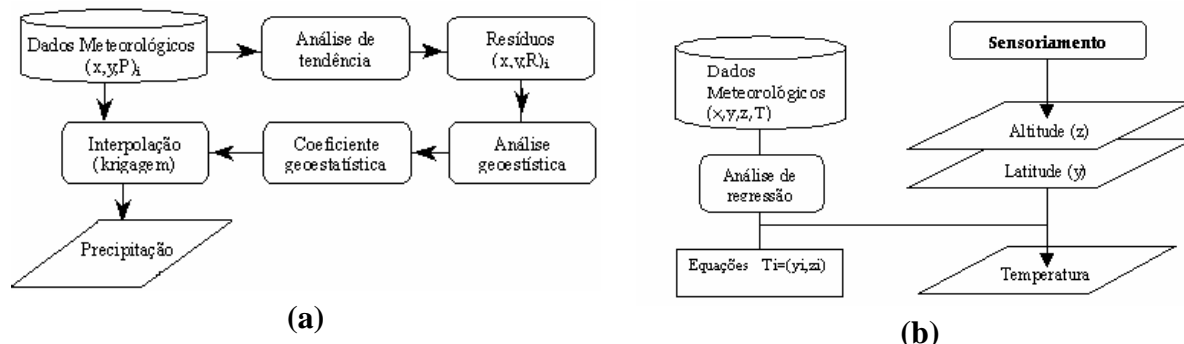 Dados Meteorológicos
(x,y,P)i
Análise de
tendência
Resíduos
(x,y,R)i
Interpolação
(krigagem)
Coeficiente
geoestatística
Análise
geoestística
Precipitação
(a)
Dados
Meteorológicos
(x,y,z,T)
Análise de
regressão
Equações Ti=(yi,zi)
Sensoriamento
Altitude (z)
Latitude (y)
Temperatura
(b)